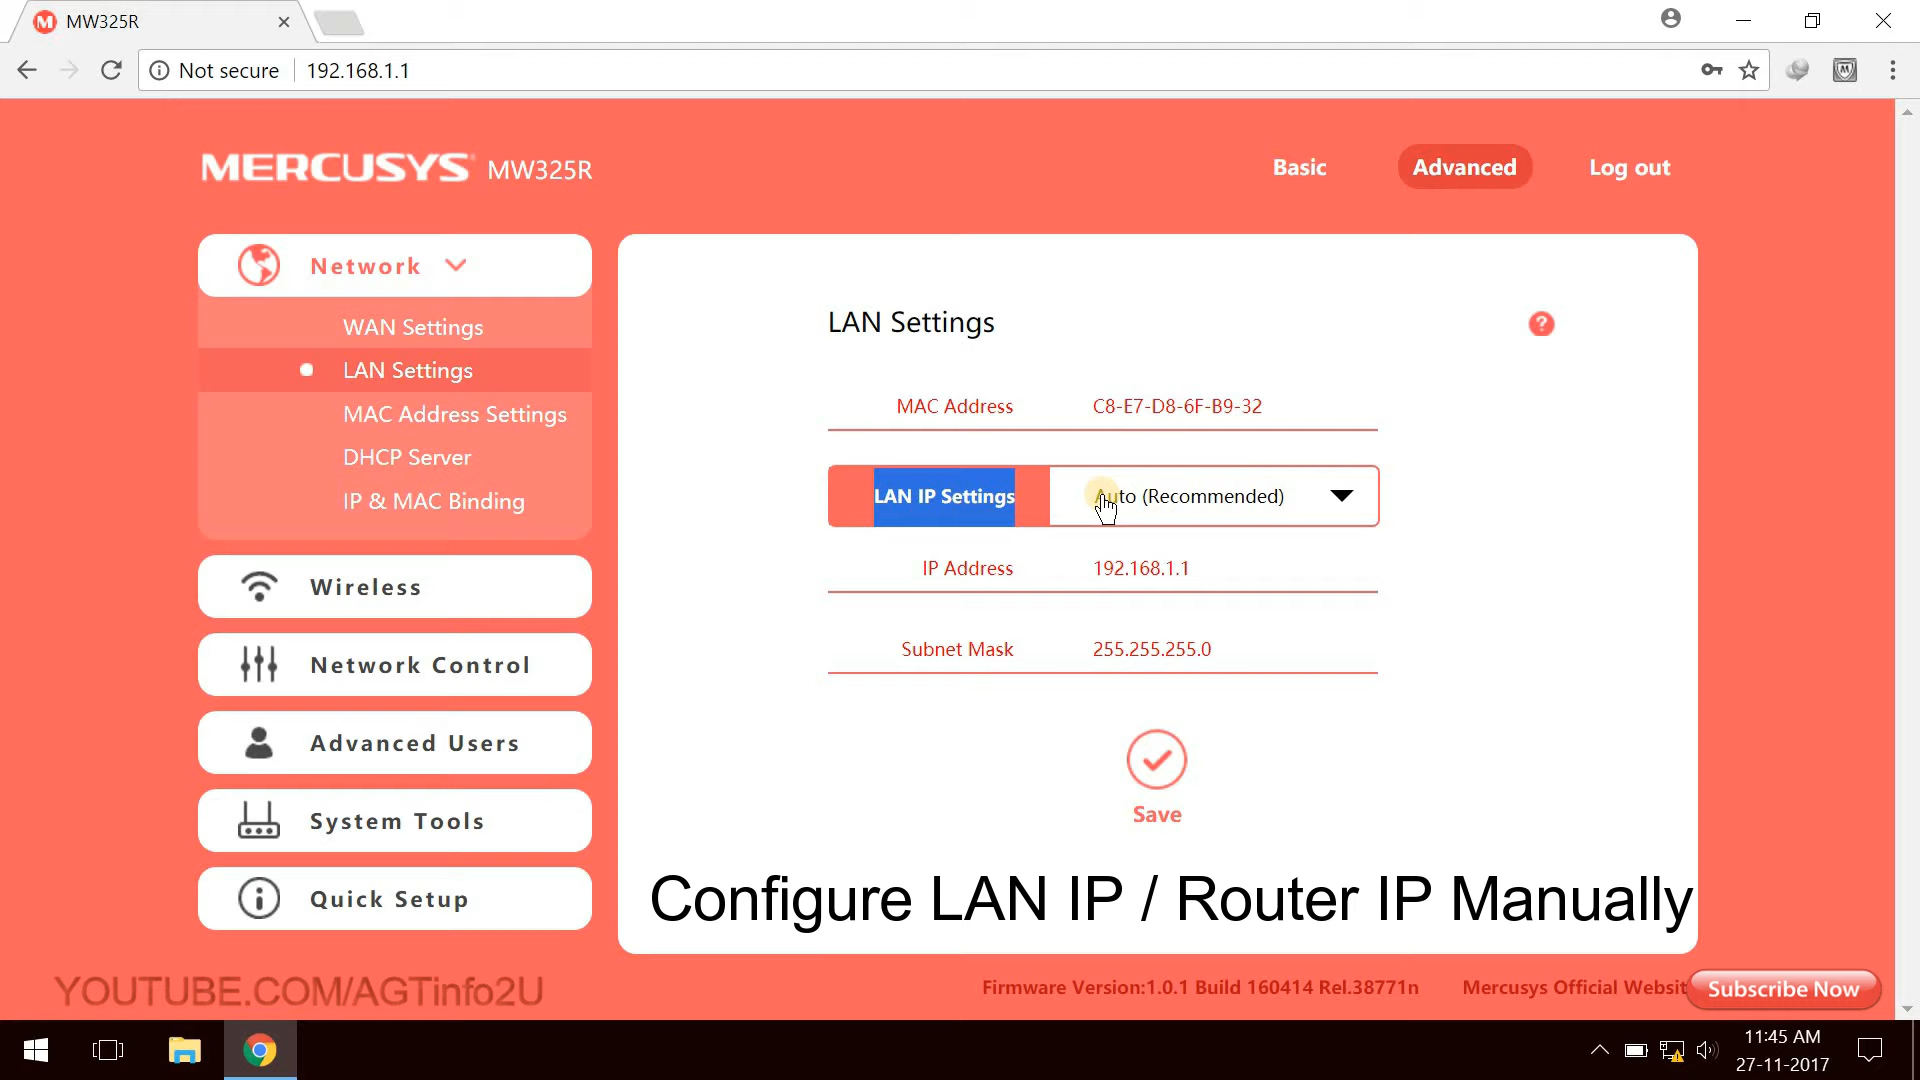 MW325R
Not secure
192.168.1.1
MERCUSYS MW325R
Basic
Advanced
Log out
Network
WAN Settings
LAN Settings
MAC Address Settings
DHCP Server
IP & MAC Binding
Wireless
Network Control
Advanced Users
System Tools
Quick Setup
LAN Settings
?
MAC Address C8-E7-D8-6F-B9-32
LAN IP Settings Auto (Recommended)
IP Address 192.168.1.1
Subnet Mask 255.255.255.0
Save
Configure LAN IP / Router IP Manually
YOUTUBE.COM/AGTinfo2U
Firmware Version:1.0.1 Build 160414 Rel.38771n
Mercusys Official Websit
Subscribe Now
11:45 AM
27-11-2017